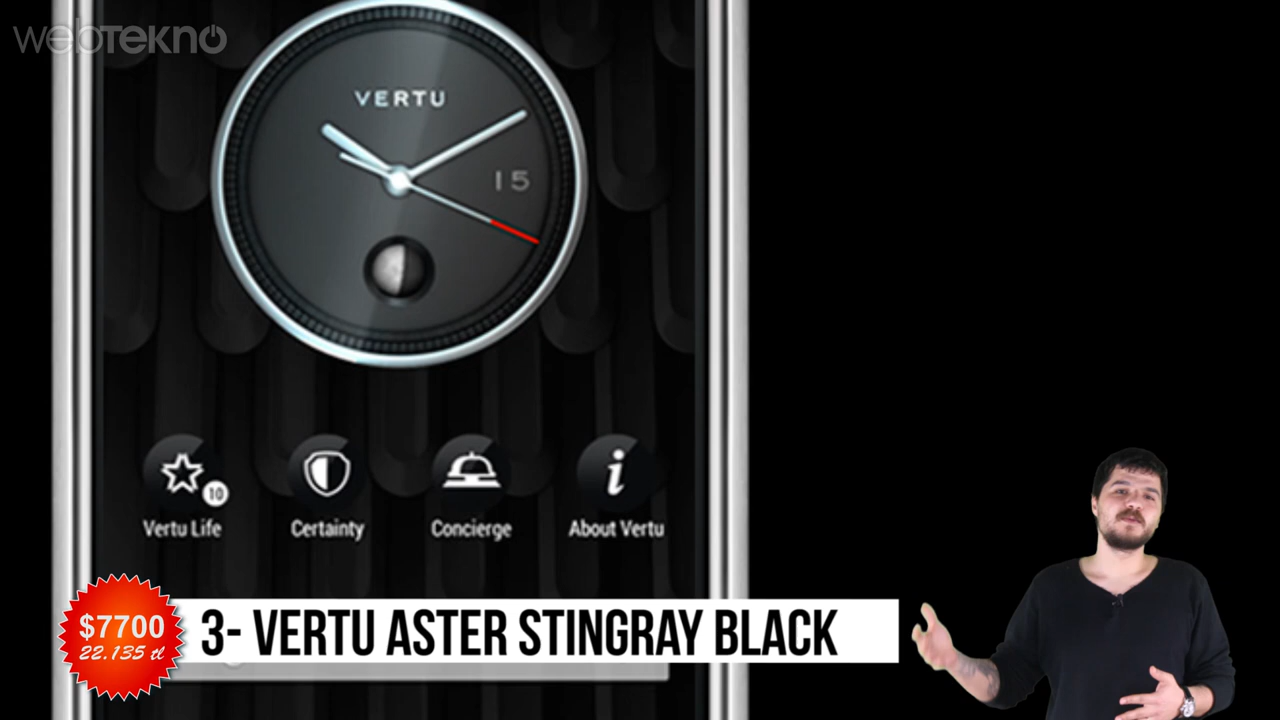 webTEKNO
VERTU
15
10
Vertu Life
Certainty
Concierge
About Vertu
$7700
22.135 tl
3- VERTU ASTER STINGRAY BLACK